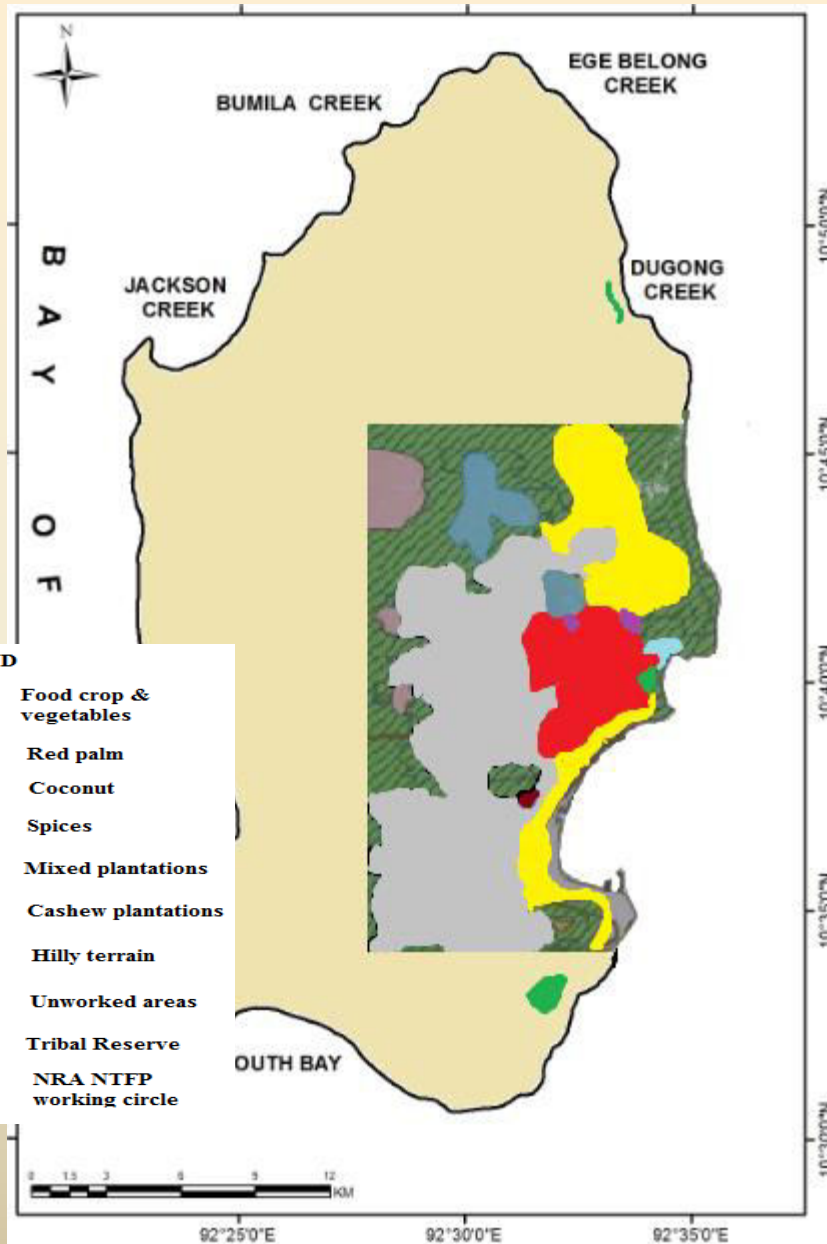 N
EGE BELONG
CREEK
BUMILA CREEK
DUGONG
CREEK
JACKSON
CREEK
B
A
Y
O
F
D
Food crop &
vegetables
Red palm
Coconut
Spices
Mixed plantations
Cashew plantations
Hilly terrain
Unworked areas
Tribal Reserve
NRA NTFP
working circle
OUTH BAY
0 1.5 3 6 9 12
KM
92°25'0"E 92°30'0"E 92°35'0"E